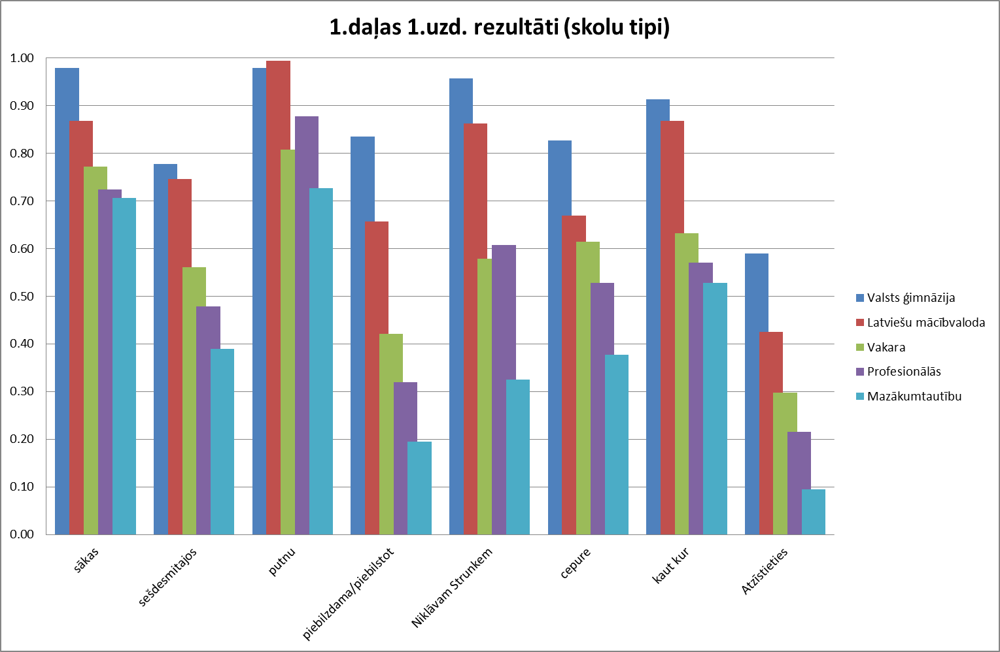 1.daļas 1.uzd. rezultāti (skolu tipi)
1.00
0.90
0.80
0.70
0.60
0.50
0.40
0.30
0.20
0.10
0.00
sākas
sešdesmitajos
putnu
piebilzdama/piebilstot
Niklāvam Strunkem
cepure
kaut kur
Atzīstieties
Valsts ģimnāzija
Latviešu mācībvaloda
Vakara
Profesionālās
Mazākumtautību